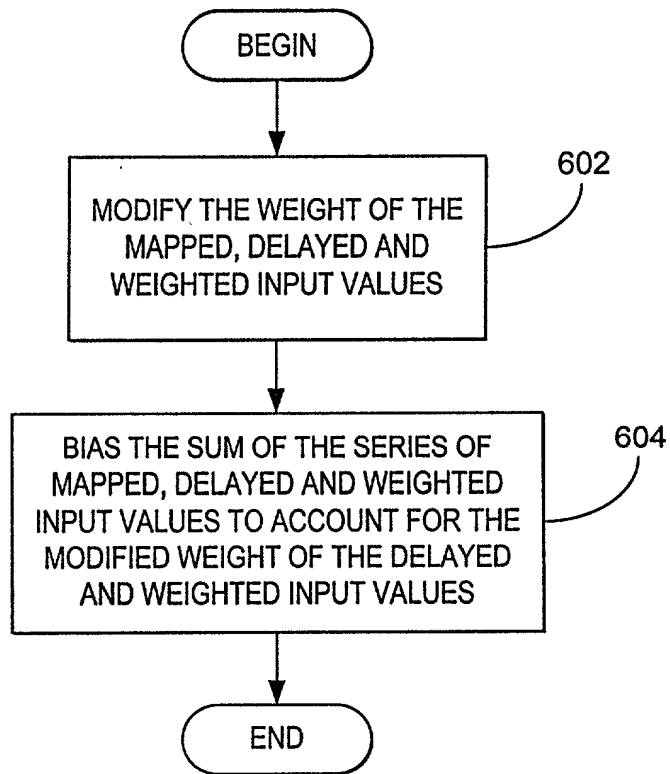 BEGIN
602
MODIFY THE WEIGHT OF THE
MAPPED, DELAYED AND
WEIGHTED INPUT VALUES
604
BIAS THE SUM OF THE SERIES OF
MAPPED, DELAYED AND WEIGHTED
INPUT VALUES TO ACCOUNT FOR THE
MODIFIED WEIGHT OF THE DELAYED
AND WEIGHTED INPUT VALUES
END